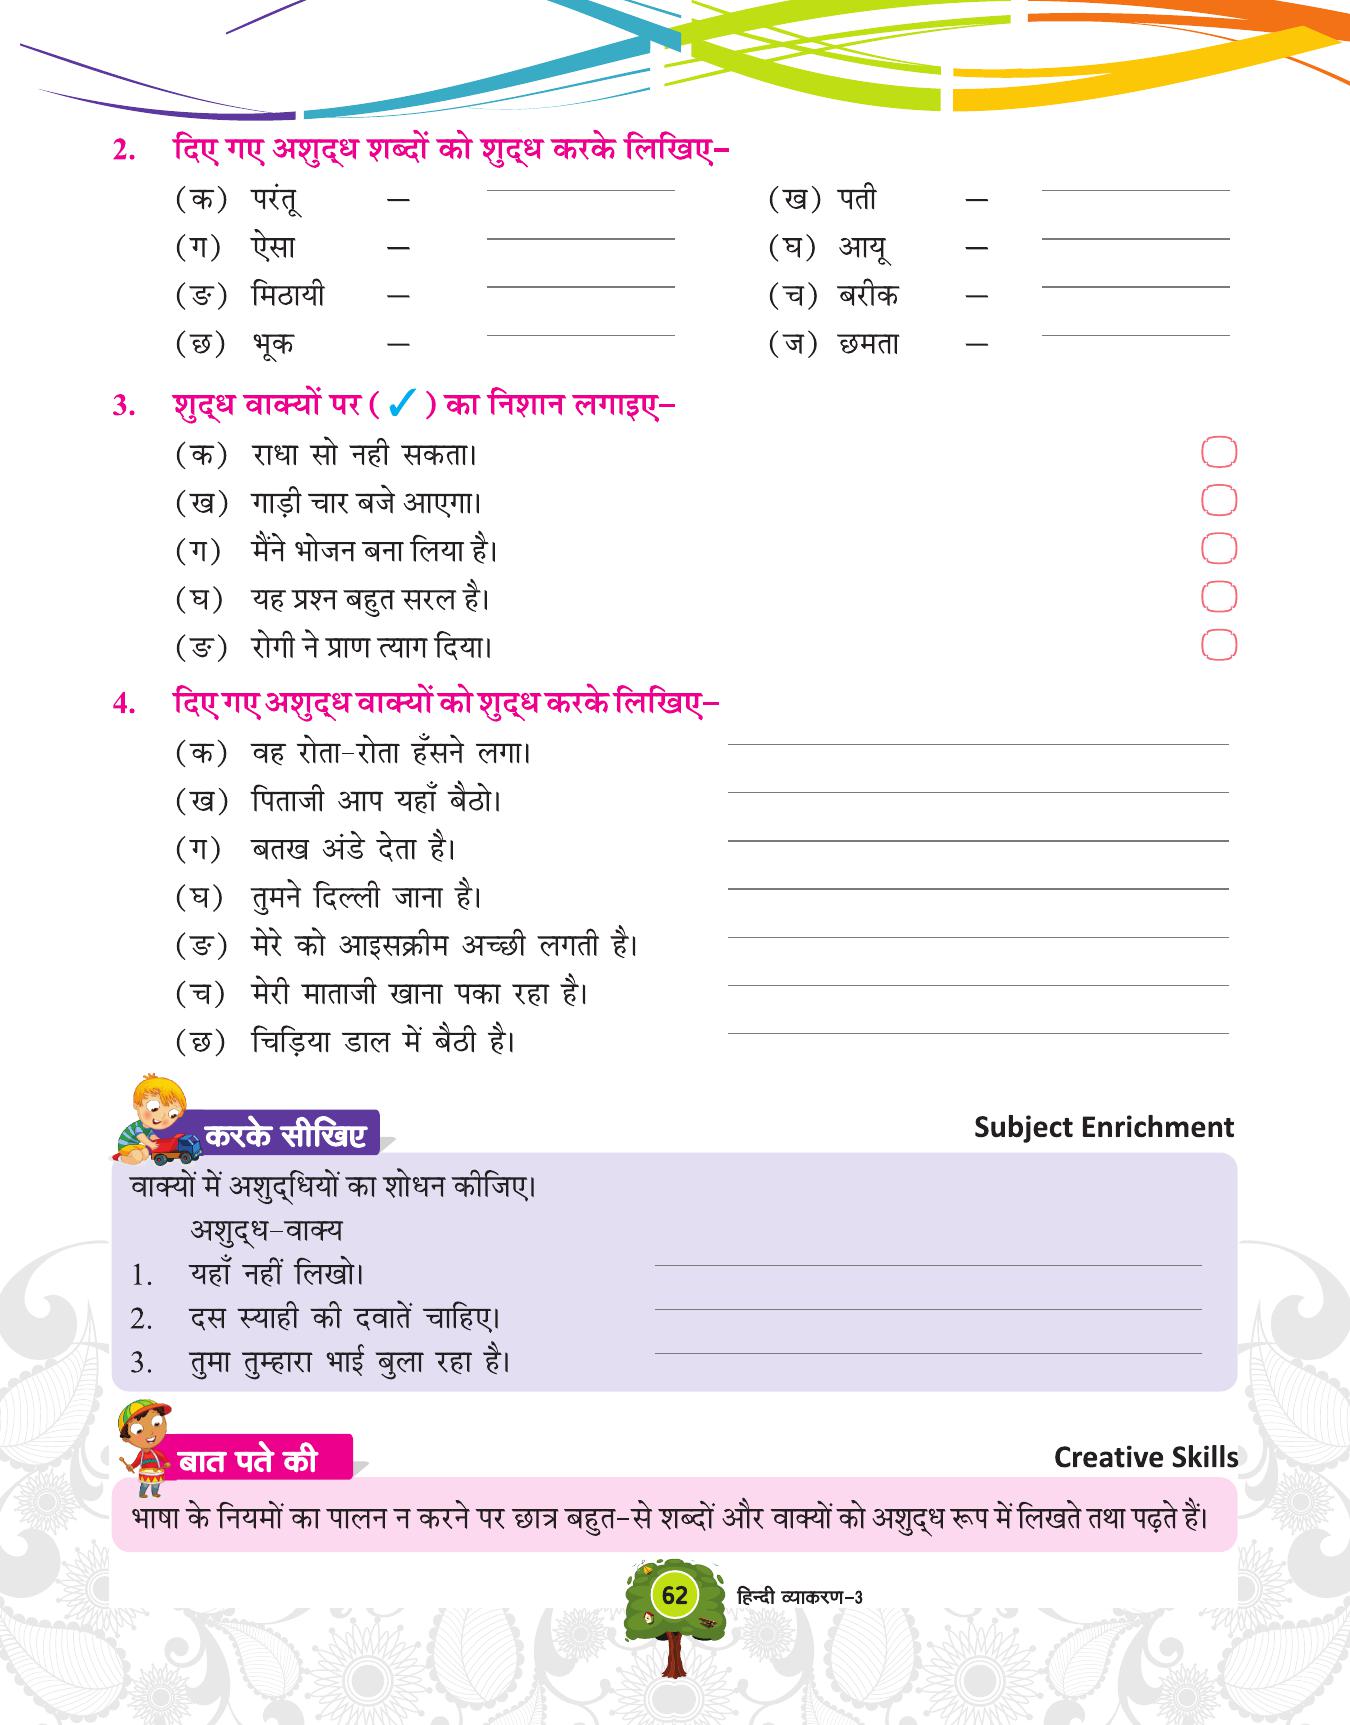 2. दिए गए अशुद्ध शब्दों को शुद्ध करके लिखिए–
(क) परंतू — (ख) पती —
(ग) ऐसा — (घ) आयू —
(ङ) मिठायी — (च) बरीक —
(छ) भूक — (ज) छमता —
3. शुद्ध वाक्यों पर (✓) का निशान लगाइए–
(क) राधा सो नही सकता।
(ख) गाड़ी चार बजे आएगा।
(ग) मैंने भोजन बना लिया है।
(घ) यह प्रश्न बहुत सरल है।
(ङ) रोगी ने प्राण त्याग दिया।
4. दिए गए अशुद्ध वाक्यों को शुद्ध करके लिखिए–
(क) वह रोता-रोता हँसने लगा।
(ख) पिताजी आप यहाँ बैठो।
(ग) बतख अंडे देता है।
(घ) तुमने दिल्ली जाना है।
(ङ) मेरे को आइसक्रीम अच्छी लगती है।
(च) मेरी माताजी खाना पका रहा है।
(छ) चिड़िया डाल में बैठी है।
करके सीखिए Subject Enrichment
वाक्यों में अशुद्धियों का शोधन कीजिए।
अशुद्ध-वाक्य
1. यहाँ नहीं लिखो।
2. दस स्याही की दवातें चाहिए।
3. तुमा तुम्हारा भाई बुला रहा है।
बात पते की Creative Skills
भाषा के नियमों का पालन न करने पर छात्र बहुत-से शब्दों और वाक्यों को अशुद्ध रूप में लिखते तथा पढ़ते हैं।
62 हिन्दी व्याकरण-3